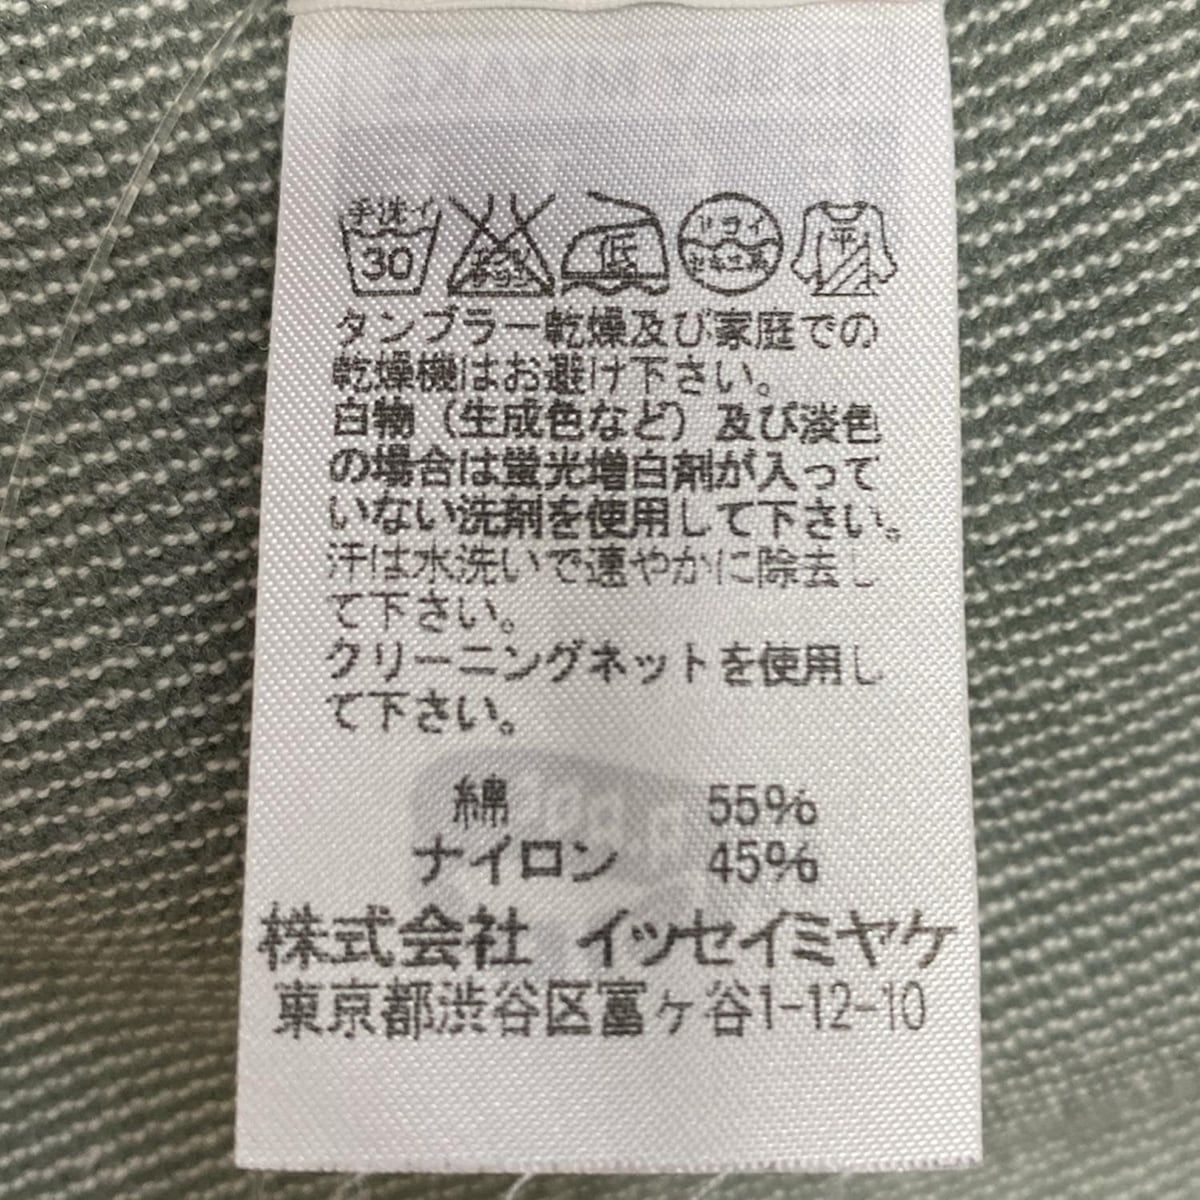 手洗イ
30
低
平
タンブラー乾燥及び家庭での
乾燥機はお避け下さい。
白物（生成色など）及び淡色
の場合は蛍光増白剤が入って
いない洗剤を使用して下さい。
汗は水洗いで速やかに除去し
て下さい。
クリーニングネットを使用し
て下さい。
綿 55%
ナイロン 45%
株式会社 イッセイミヤケ
東京都渋谷区富ヶ谷1-12-10